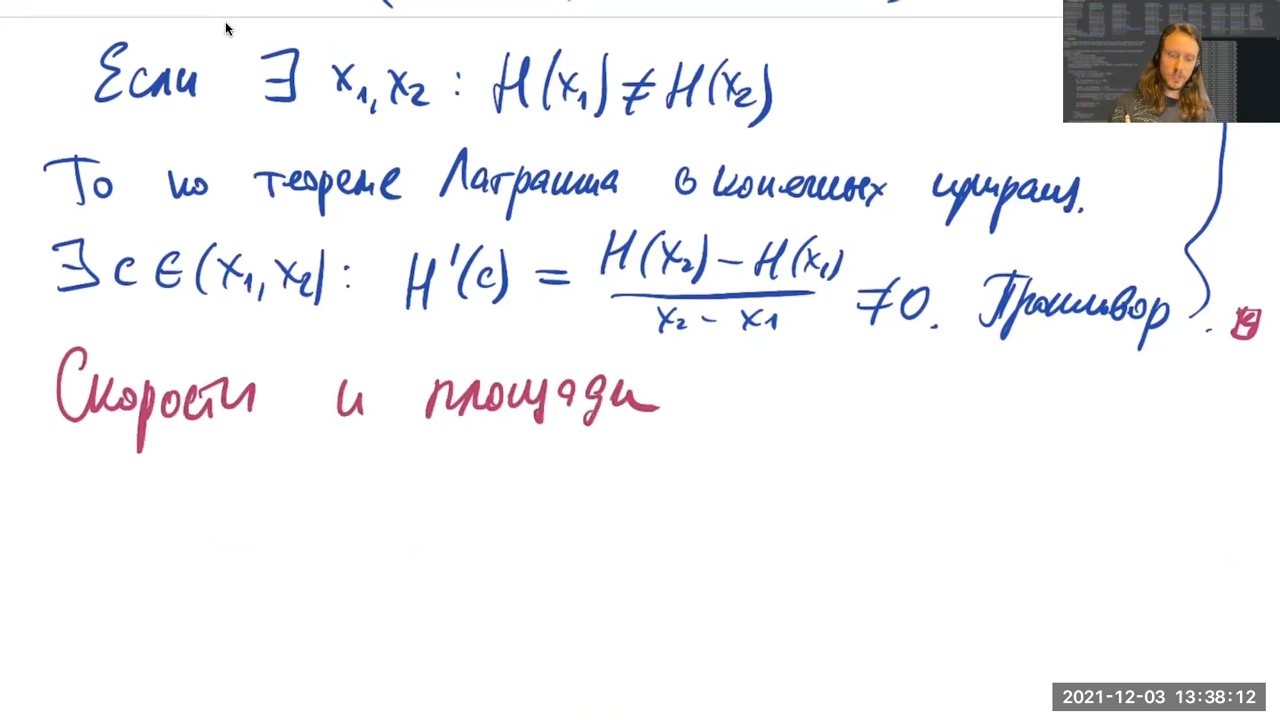 Если ∃ x₁, x₂ : H(x₁) ≠ H(x₂)
То по теореме Лагранжа о конечных приращ.
∃ c ∈ (x₁, x₂) : H'(c) = (H(x₂) − H(x₁)) / (x₂ − x₁) ≠ 0. Противор.
Скорости и площади
2021-12-03 13:38:12